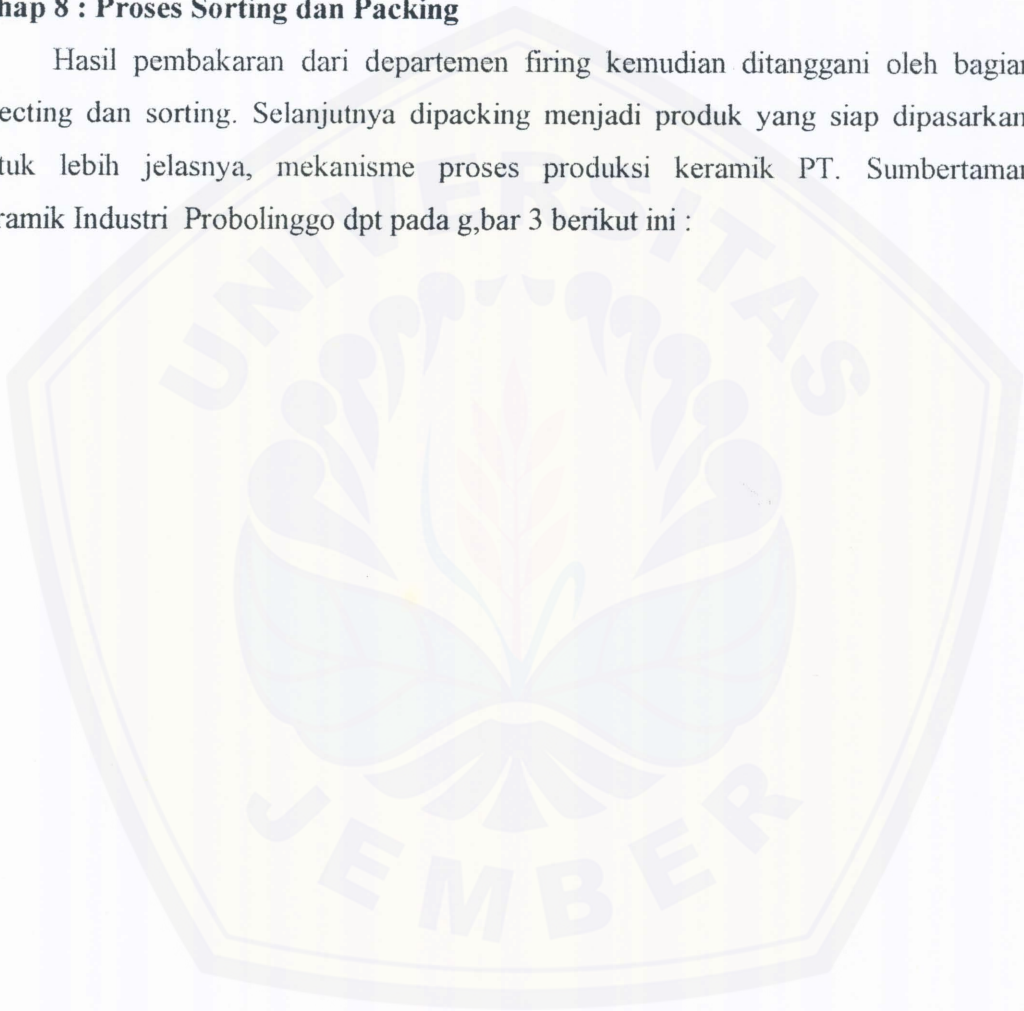 hap 8 : Proses Sorting dan Packing
Hasil pembakaran dari departemen firing kemudian ditanggani oleh bagian
ecting dan sorting. Selanjutnya dipacking menjadi produk yang siap dipasarkan
tuk lebih jelasnya, mekanisme proses produksi keramik PT. Sumbertaman
ramik Industri Probolinggo dpt pada g,bar 3 berikut ini :
UNIVERSITAS
JEMBER